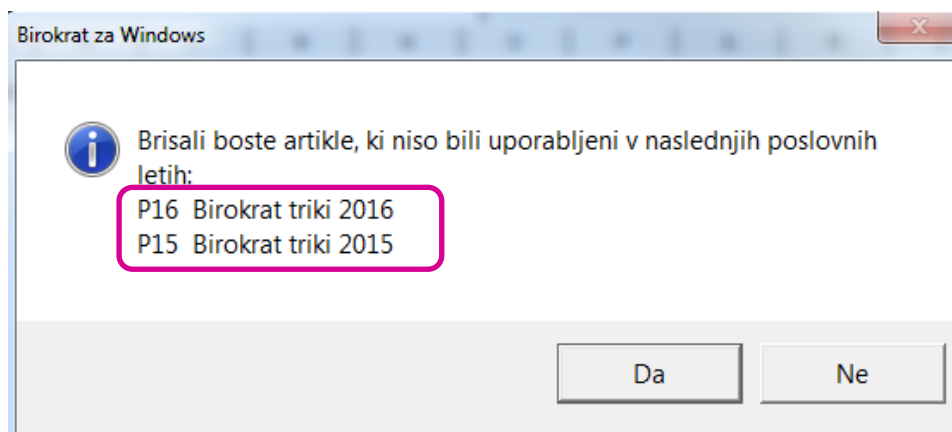 Birokrat za Windows
Brisali boste artikle, ki niso bili uporabljeni v naslednjih poslovnih
letih:
P16  Birokrat triki 2016
P15  Birokrat triki 2015
Da
Ne